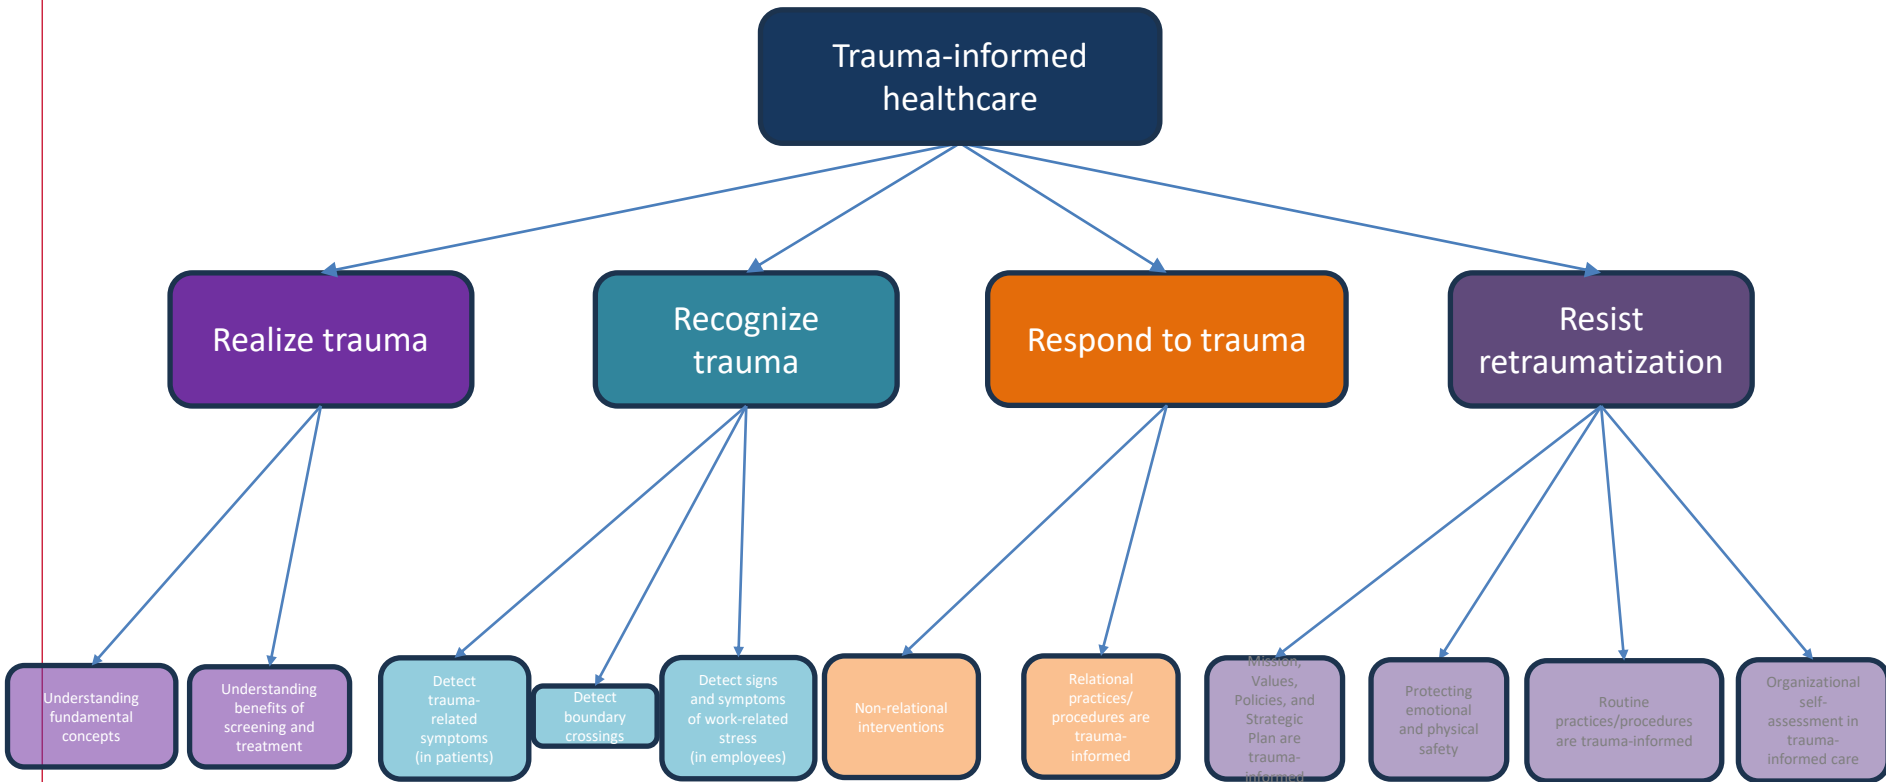 Trauma-informed
healthcare
Realize trauma
Recognize
trauma
Respond to trauma
Resist
retraumatization
Understanding
fundamental
concepts
Understanding
benefits of
screening and
treatment
Detect
trauma-
related
symptoms
(in patients)
Detect
boundary
crossings
Detect signs
and symptoms
of work-related
stress
(in employees)
Non-relational
interventions
Relational
practices/
procedures are
trauma-
informed
Mission,
Values,
Policies, and
Strategic
Plan are
trauma-
informed
Protecting
emotional
and physical
safety
Routine
practices/procedures
are trauma-informed
Organizational
self-
assessment in
trauma-
informed care